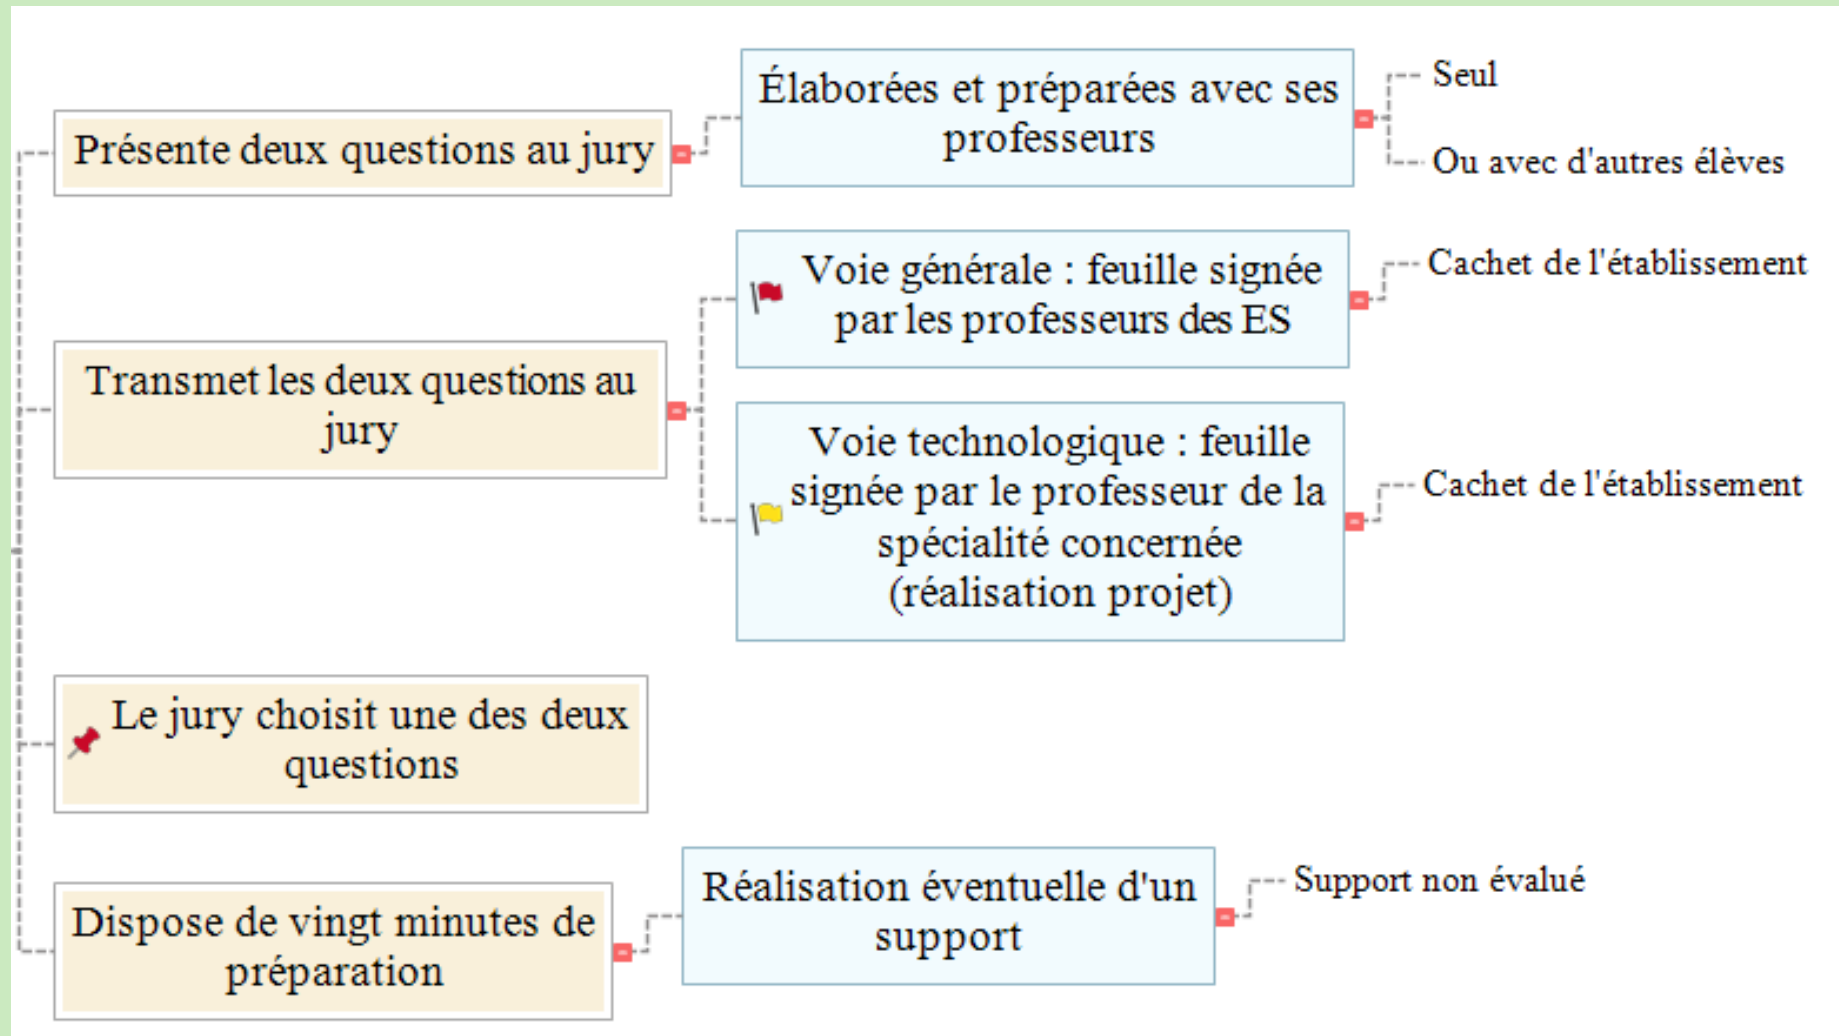 Présente deux questions au jury
Élaborées et préparées avec ses
professeurs
Seul
Ou avec d'autres élèves
Transmet les deux questions au
jury
Voie générale : feuille signée
par les professeurs des ES
Cachet de l'établissement
Voie technologique : feuille
signée par le professeur de la
spécialité concernée
(réalisation projet)
Cachet de l'établissement
Le jury choisit une des deux
questions
Dispose de vingt minutes de
préparation
Réalisation éventuelle d'un
support
Support non évalué